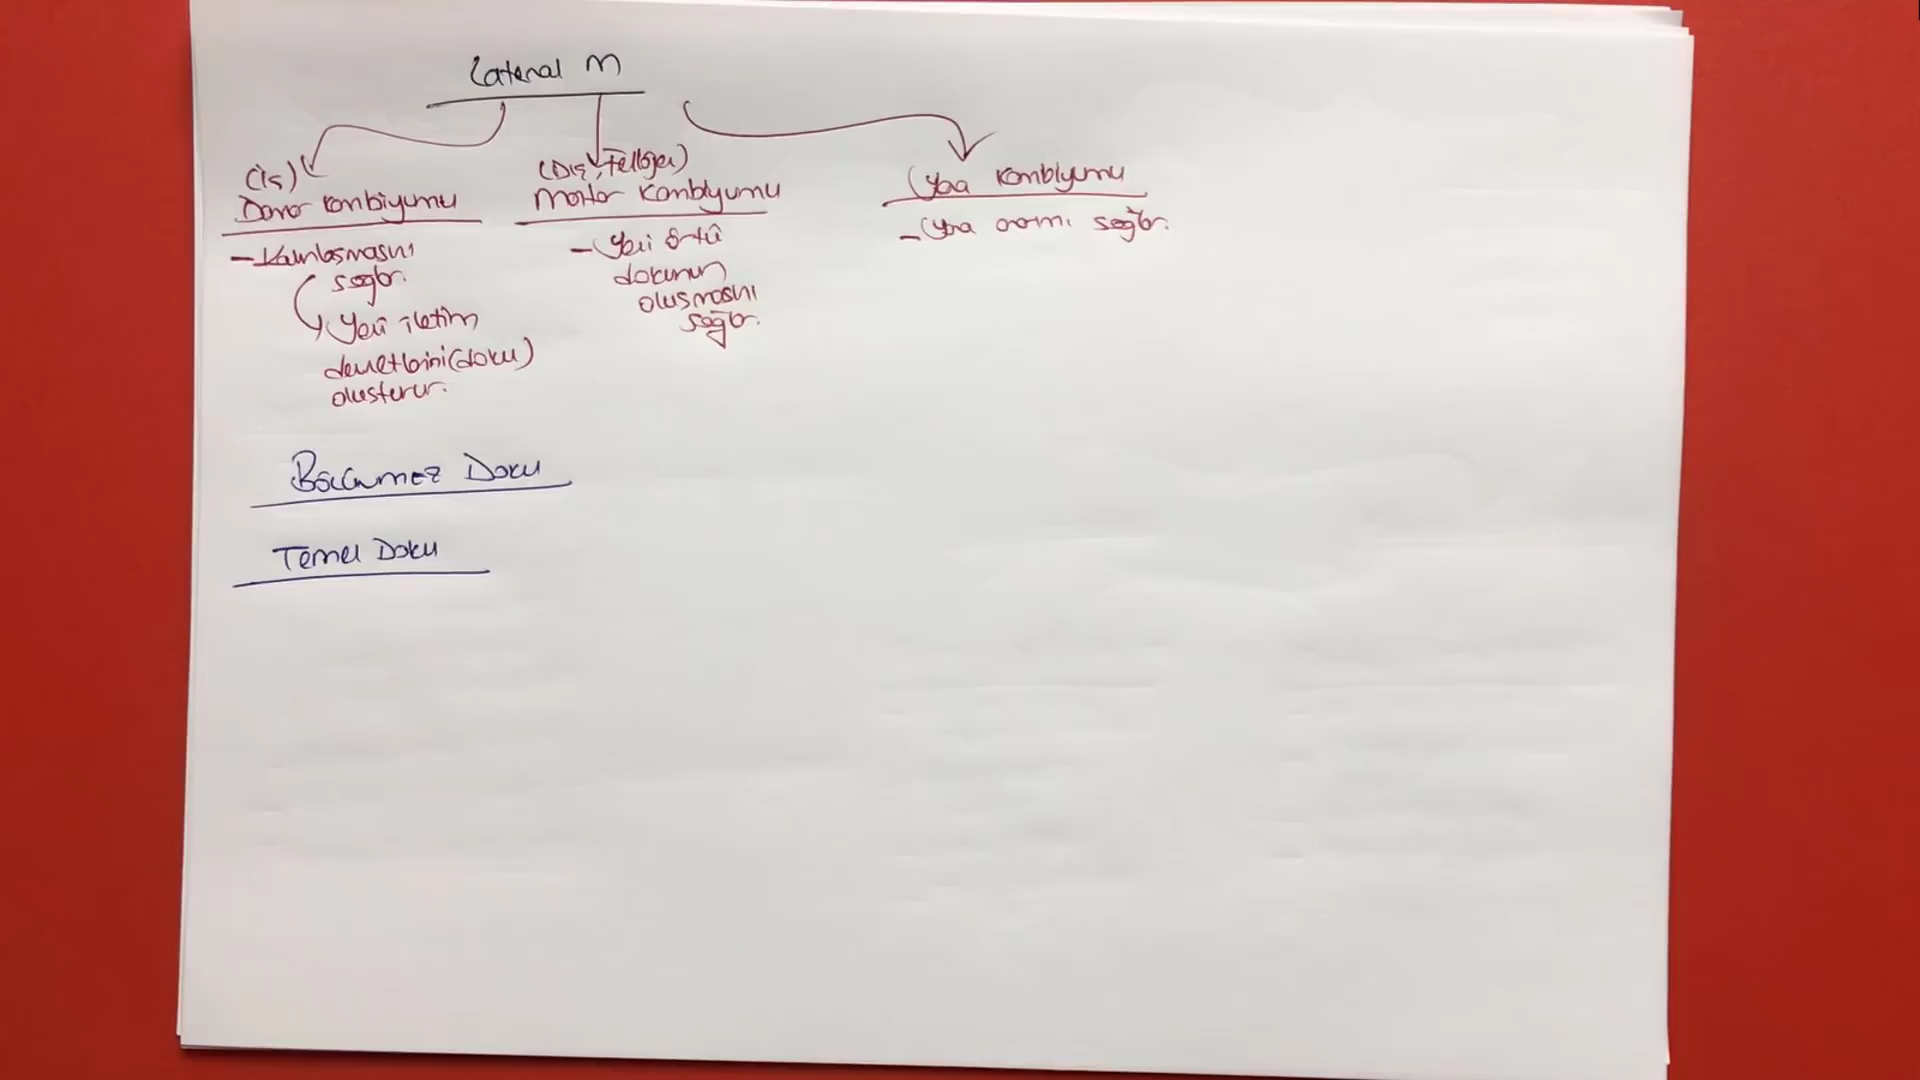 Lateral M
(İç)
Damar kambiyumu
- Kalınlaşmasını
sağlar.
Yeni iletim
demetlerini (doku)
oluşturur.
(Dış, Fellojen)
Mantar Kambiyumu
- Yeni örtü
dokunun
oluşmasını
sağlar.
Yara kambiyumu
- Yara onarımı sağlar.
Bölünmez Doku
Temel Doku